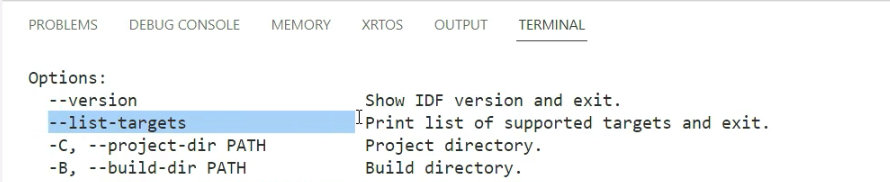 PROBLEMS DEBUG CONSOLE MEMORY XRTOS OUTPUT TERMINAL
Options:
--version Show IDF version and exit.
--list-targets Print list of supported targets and exit.
-C, --project-dir PATH Project directory.
-B, --build-dir PATH Build directory.